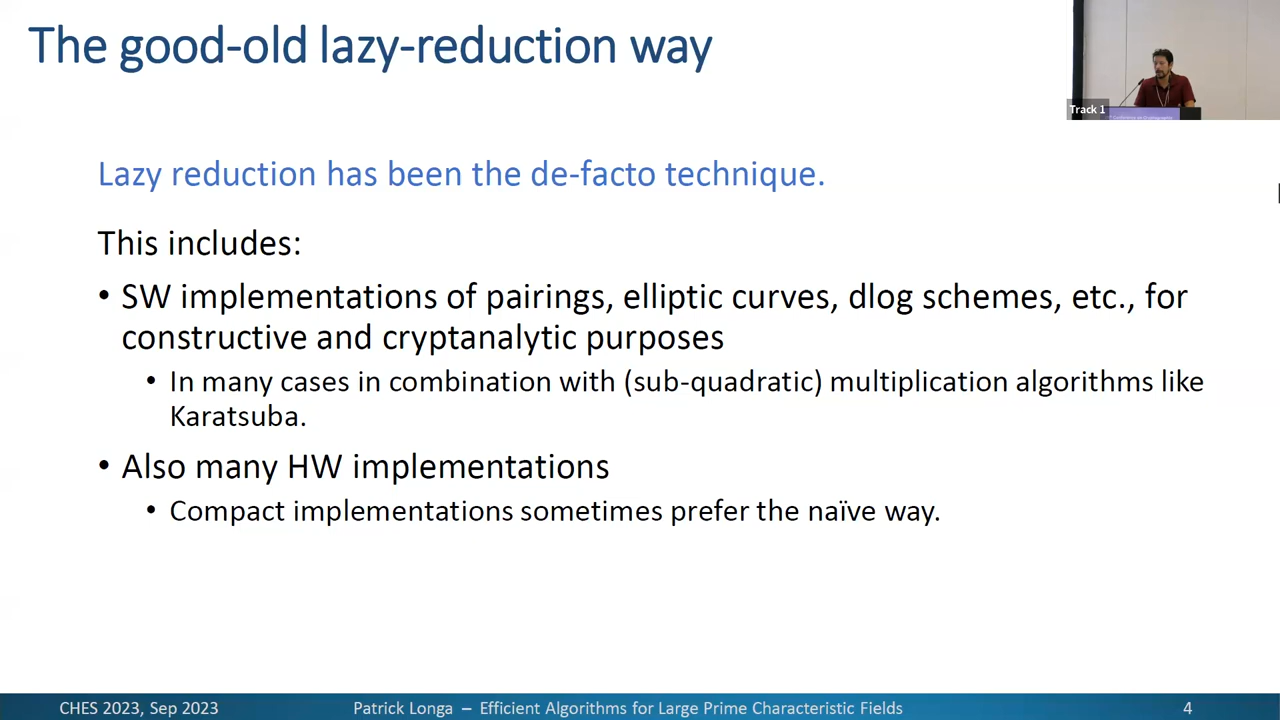 The good-old lazy-reduction way
Track 1
Lazy reduction has been the de-facto technique.
This includes:
• SW implementations of pairings, elliptic curves, dlog schemes, etc., for
constructive and cryptanalytic purposes
• In many cases in combination with (sub-quadratic) multiplication algorithms like
Karatsuba.
• Also many HW implementations
• Compact implementations sometimes prefer the naïve way.
CHES 2023, Sep 2023
Patrick Longa – Efficient Algorithms for Large Prime Characteristic Fields
4